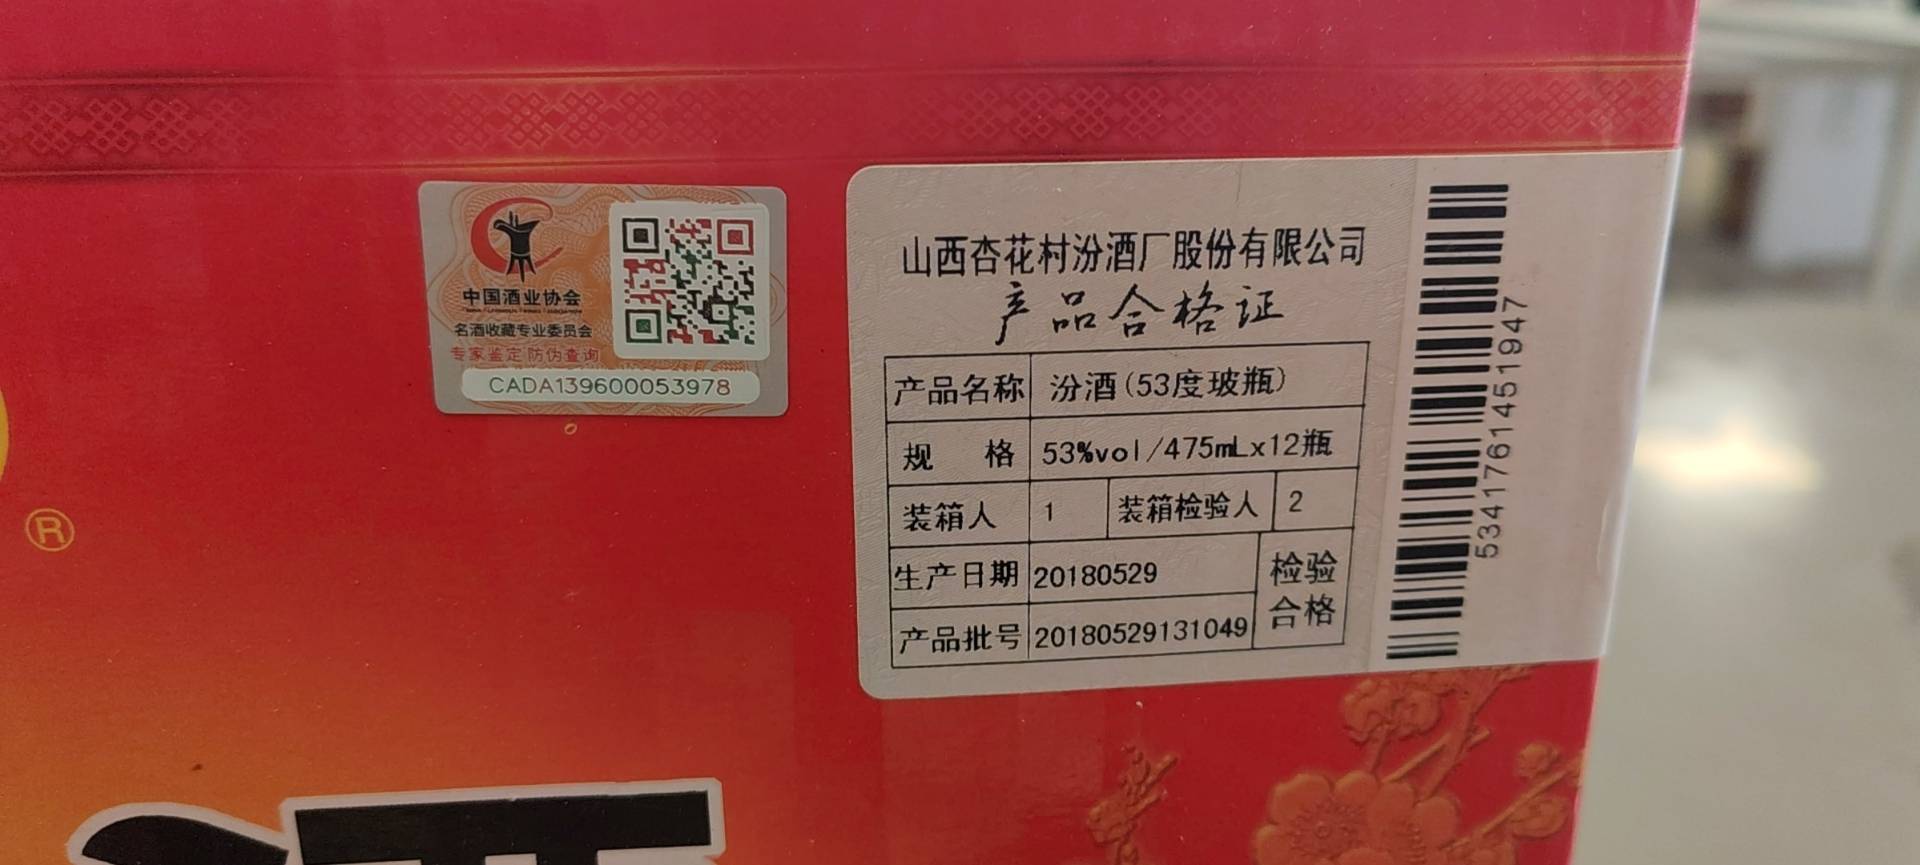 ®
中国酒业协会
名酒收藏专业委员会
专家鉴定 防伪查询
CADA139600053978
山西杏花村汾酒厂股份有限公司
产品合格证
产品名称 汾酒(53度玻瓶)
规 格 53%vol/475mLx12瓶
装箱人 1 装箱检验人 2
生产日期 20180529 检验
产品批号 20180529131049 合格
5341761451947